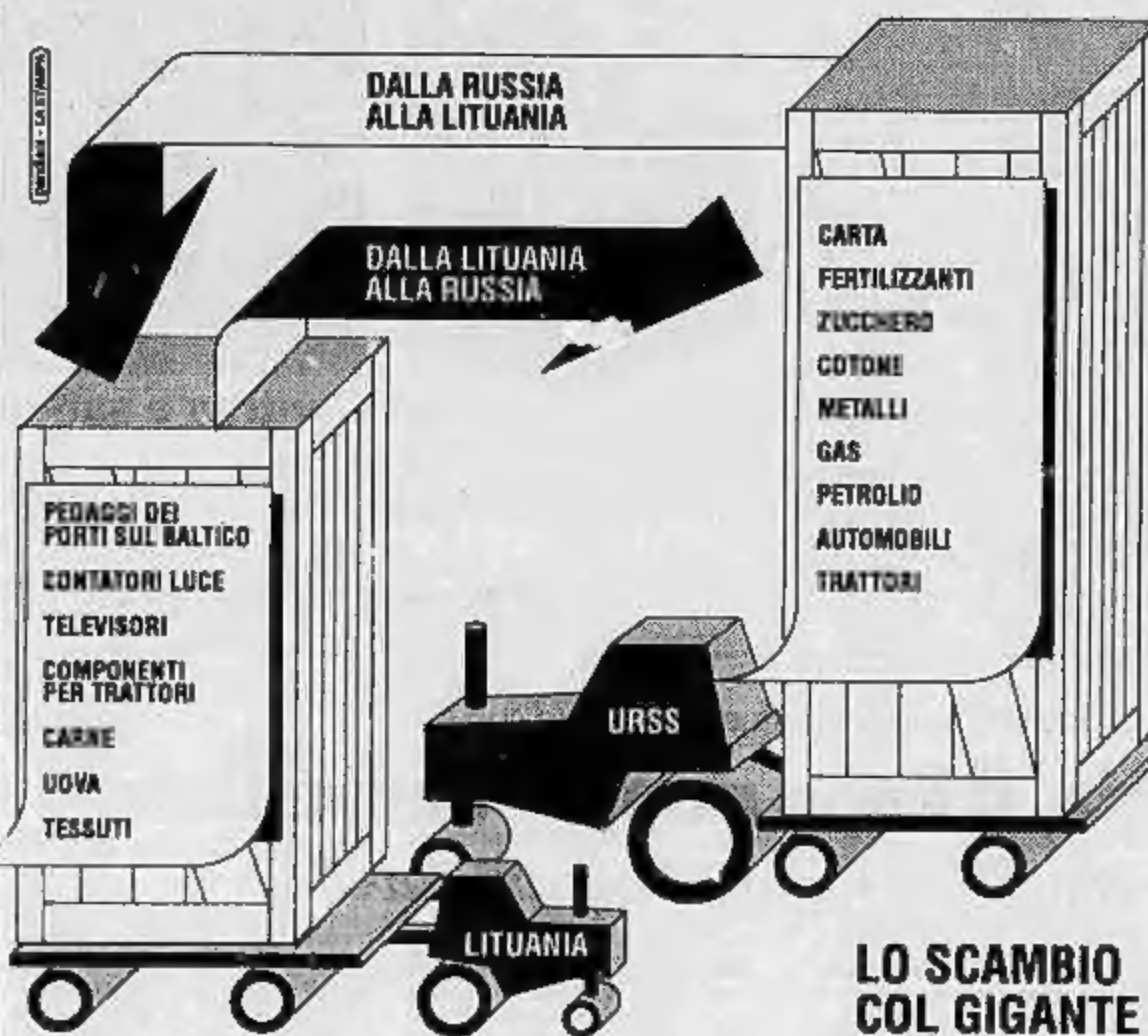 DALLA RUSSIA
ALLA LITUANIA
DALLA LITUANIA
ALLA RUSSIA
CARTA
FERTILIZZANTI
ZUCCHERO
COTONE
METALLI
GAS
PETROLIO
AUTOMOBILI
TRATTORI
PEDAGGI DEI
PORTI SUL BALTICO
CONTATORI LUCE
TELEVISORI
COMPONENTI
PER TRATTORI
CARNE
UOVA
TESSUTI
URSS
LITUANIA
LO SCAMBIO
COL GIGANTE